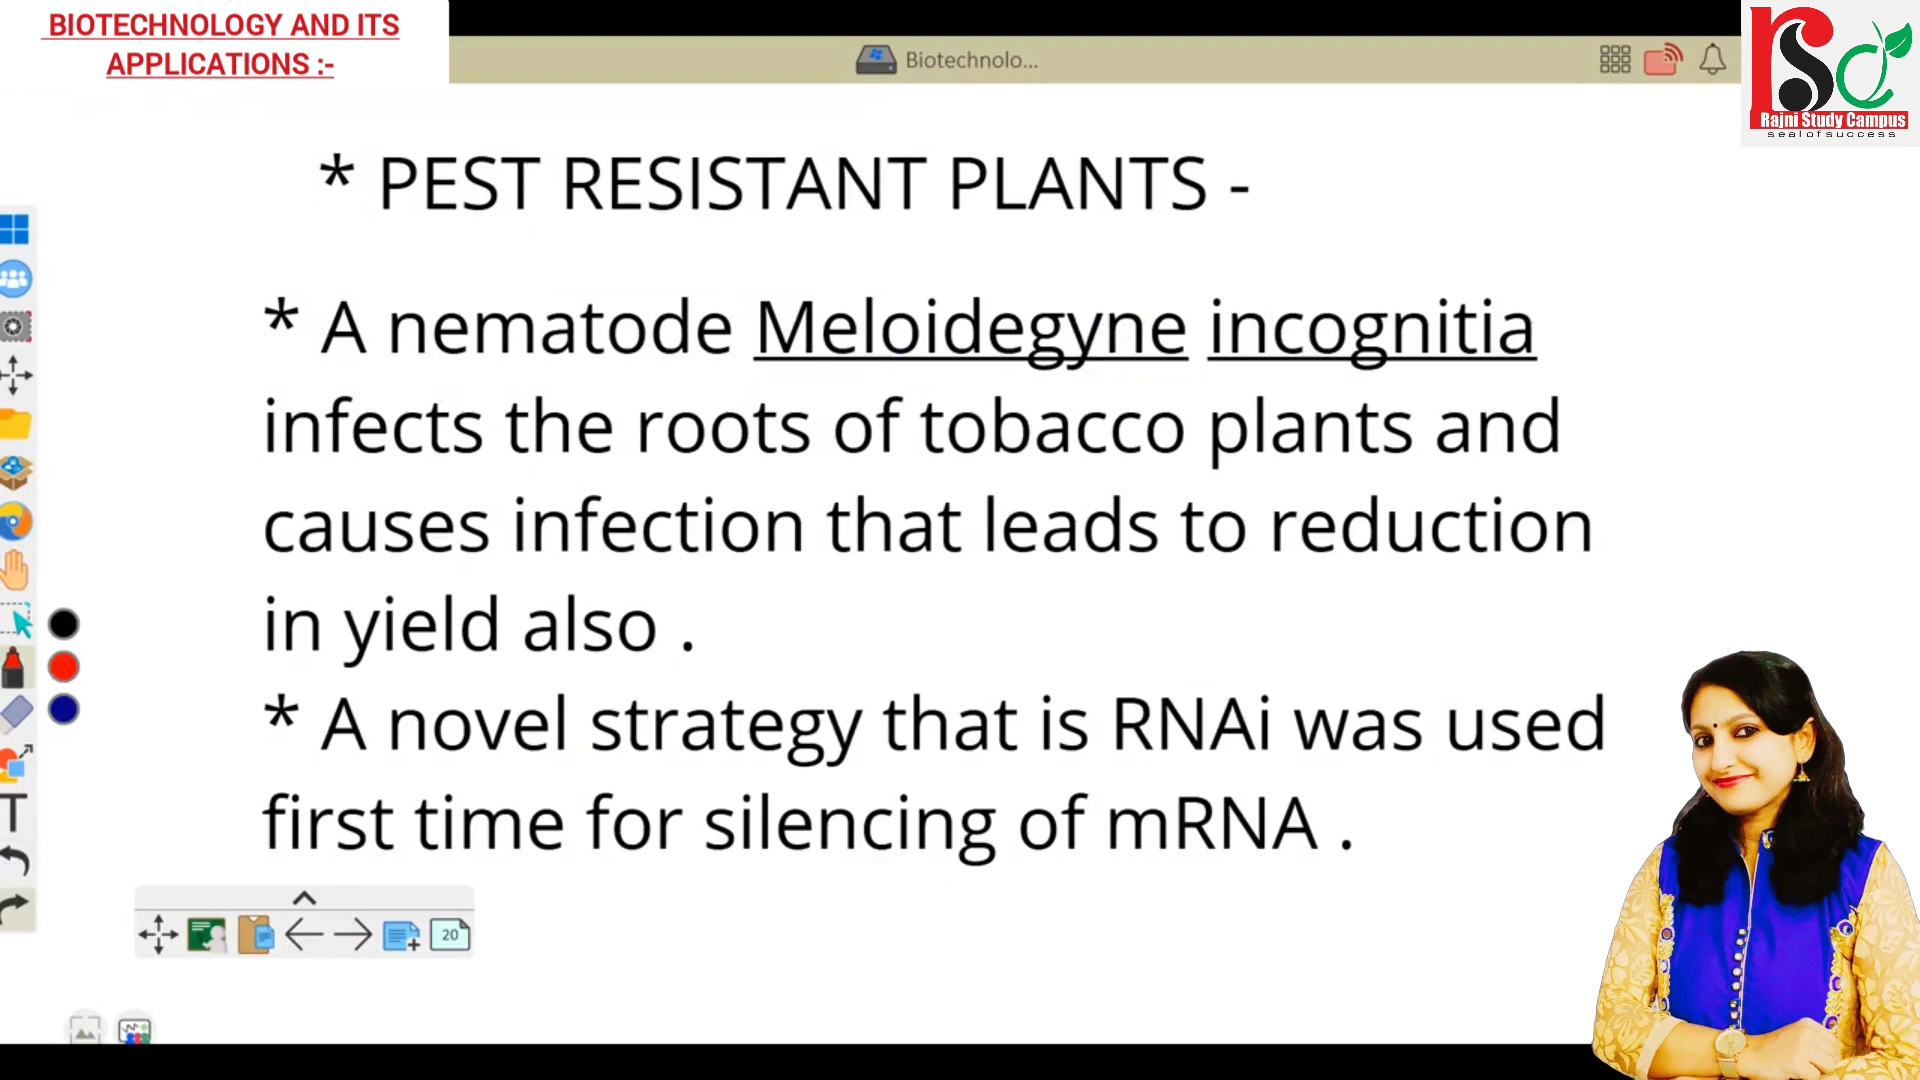 BIOTECHNOLOGY AND ITS
APPLICATIONS :-
Biotechnolo...
Rajni Study Campus
seal of success
* PEST RESISTANT PLANTS -
* A nematode Meloidegyne incognitia
infects the roots of tobacco plants and
causes infection that leads to reduction
in yield also .
* A novel strategy that is RNAi was used
first time for silencing of mRNA .
20